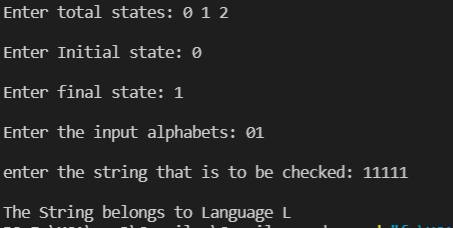 Enter total states: 0 1 2
Enter Initial state: 0
Enter final state: 1
Enter the input alphabets: 01
enter the string that is to be checked: 11111
The String belongs to Language L